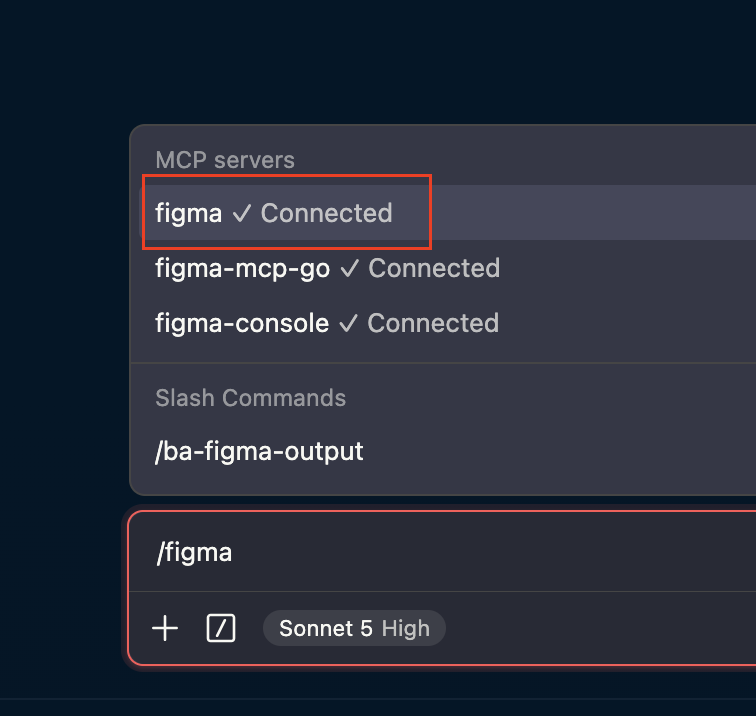 MCP servers
figma ✓ Connected
figma-mcp-go ✓ Connected
figma-console ✓ Connected
Slash Commands
/ba-figma-output
/figma
Sonnet 5 High